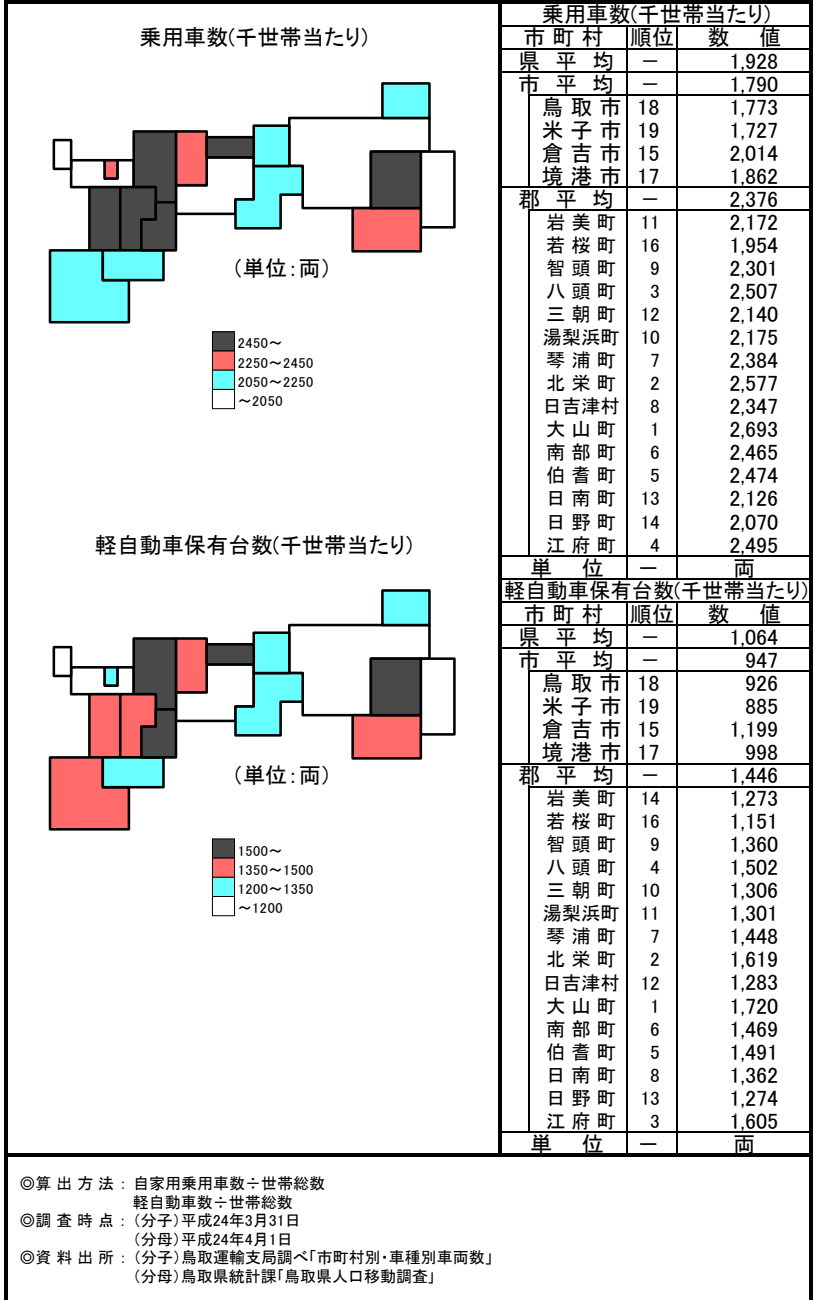 乗用車数(千世帯当たり)
(単位:両)
2450～
2250～2450
2050～2250
～2050
軽自動車保有台数(千世帯当たり)
(単位:両)
1500～
1350～1500
1200～1350
～1200
乗用車数(千世帯当たり)
市町村 順位 数値
県平均 － 1,928
市平均 － 1,790
鳥取市 18 1,773
米子市 19 1,727
倉吉市 15 2,014
境港市 17 1,862
郡平均 － 2,376
岩美町 11 2,172
若桜町 16 1,954
智頭町 9 2,301
八頭町 3 2,507
三朝町 12 2,140
湯梨浜町 10 2,175
琴浦町 7 2,384
北栄町 2 2,577
日吉津村 8 2,347
大山町 1 2,693
南部町 6 2,465
伯耆町 5 2,474
日南町 13 2,126
日野町 14 2,070
江府町 4 2,495
単位 － 両
軽自動車保有台数(千世帯当たり)
市町村 順位 数値
県平均 － 1,064
市平均 － 947
鳥取市 18 926
米子市 19 885
倉吉市 15 1,199
境港市 17 998
郡平均 － 1,446
岩美町 14 1,273
若桜町 16 1,151
智頭町 9 1,360
八頭町 4 1,502
三朝町 10 1,306
湯梨浜町 11 1,301
琴浦町 7 1,448
北栄町 2 1,619
日吉津村 12 1,283
大山町 1 1,720
南部町 6 1,469
伯耆町 5 1,491
日南町 8 1,362
日野町 13 1,274
江府町 3 1,605
単位 － 両
◎算出方法：自家用乗用車数÷世帯総数
軽自動車数÷世帯総数
◎調査時点：(分子)平成24年3月31日
(分母)平成24年4月1日
◎資料出所：(分子)鳥取運輸支局調べ「市町村別・車種別車両数」
(分母)鳥取県統計課「鳥取県人口移動調査」